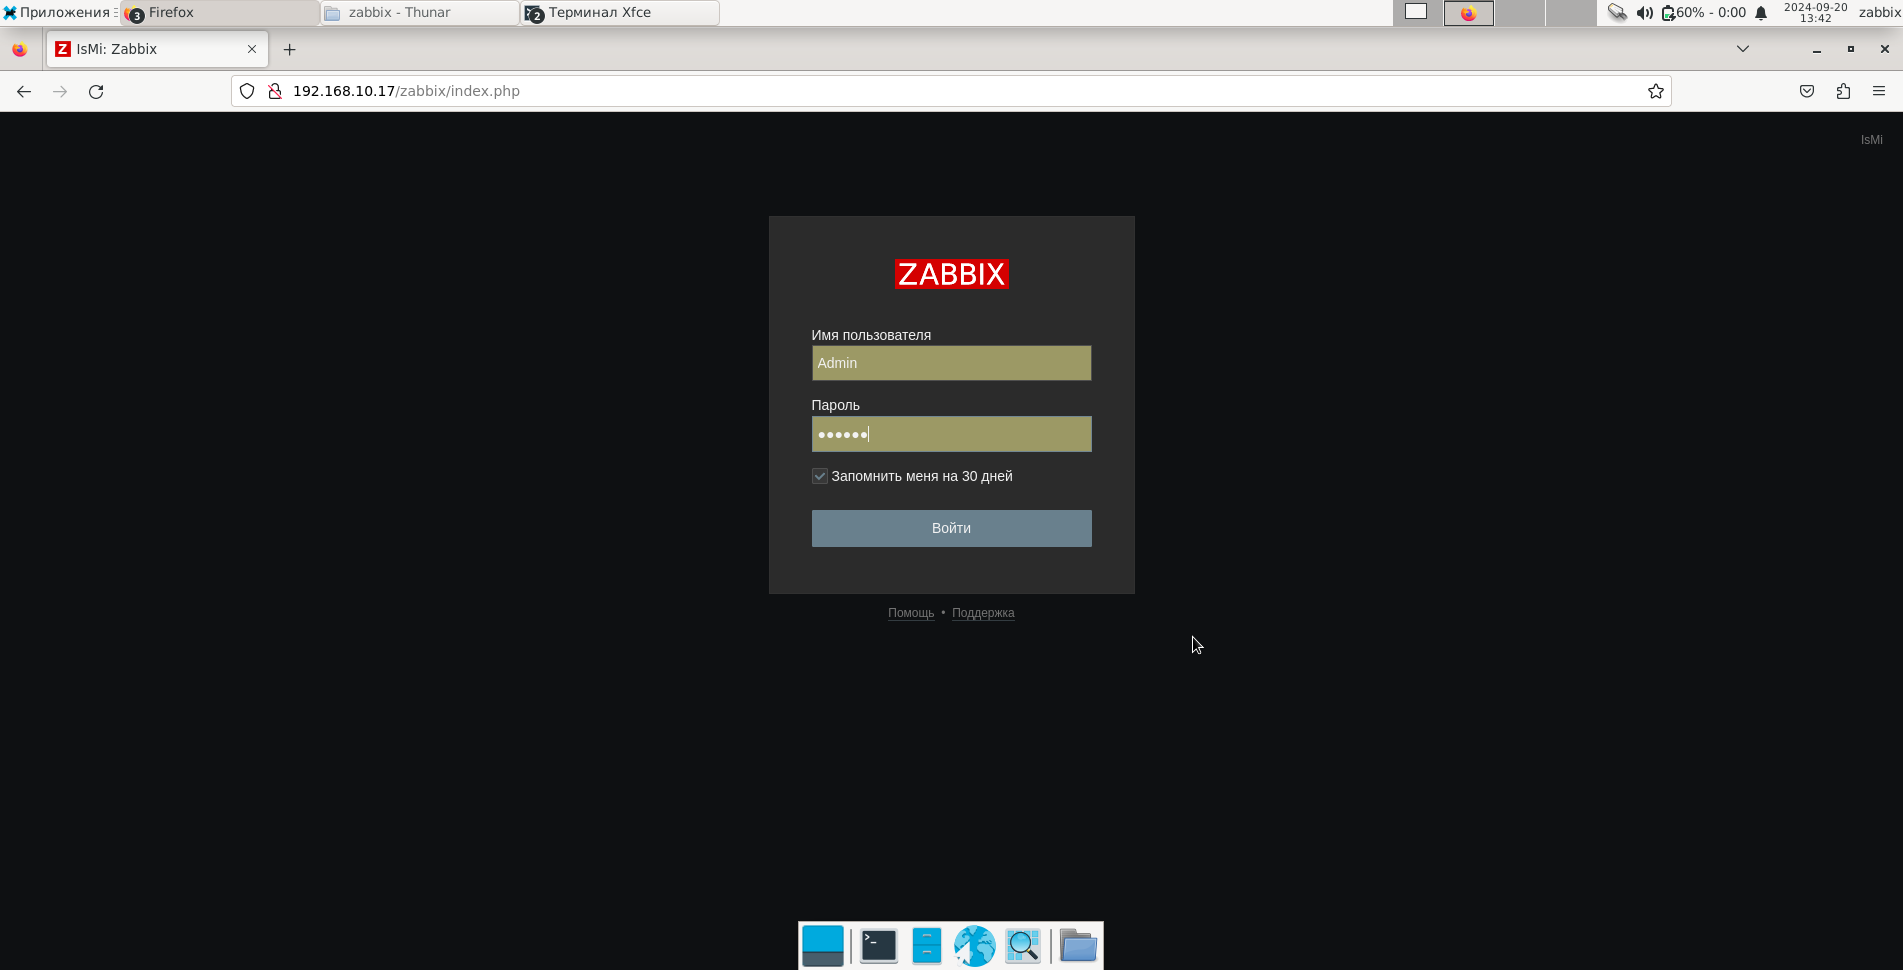 Приложения
3 Firefox
zabbix - Thunar
2 Терминал Xfce
60% - 0:00
2024-09-20
13:42
zabbix
Z IsMi: Zabbix
192.168.10.17/zabbix/index.php
IsMi
ZABBIX
Имя пользователя
Admin
Пароль
••••••
Запомнить меня на 30 дней
Войти
Помощь • Поддержка